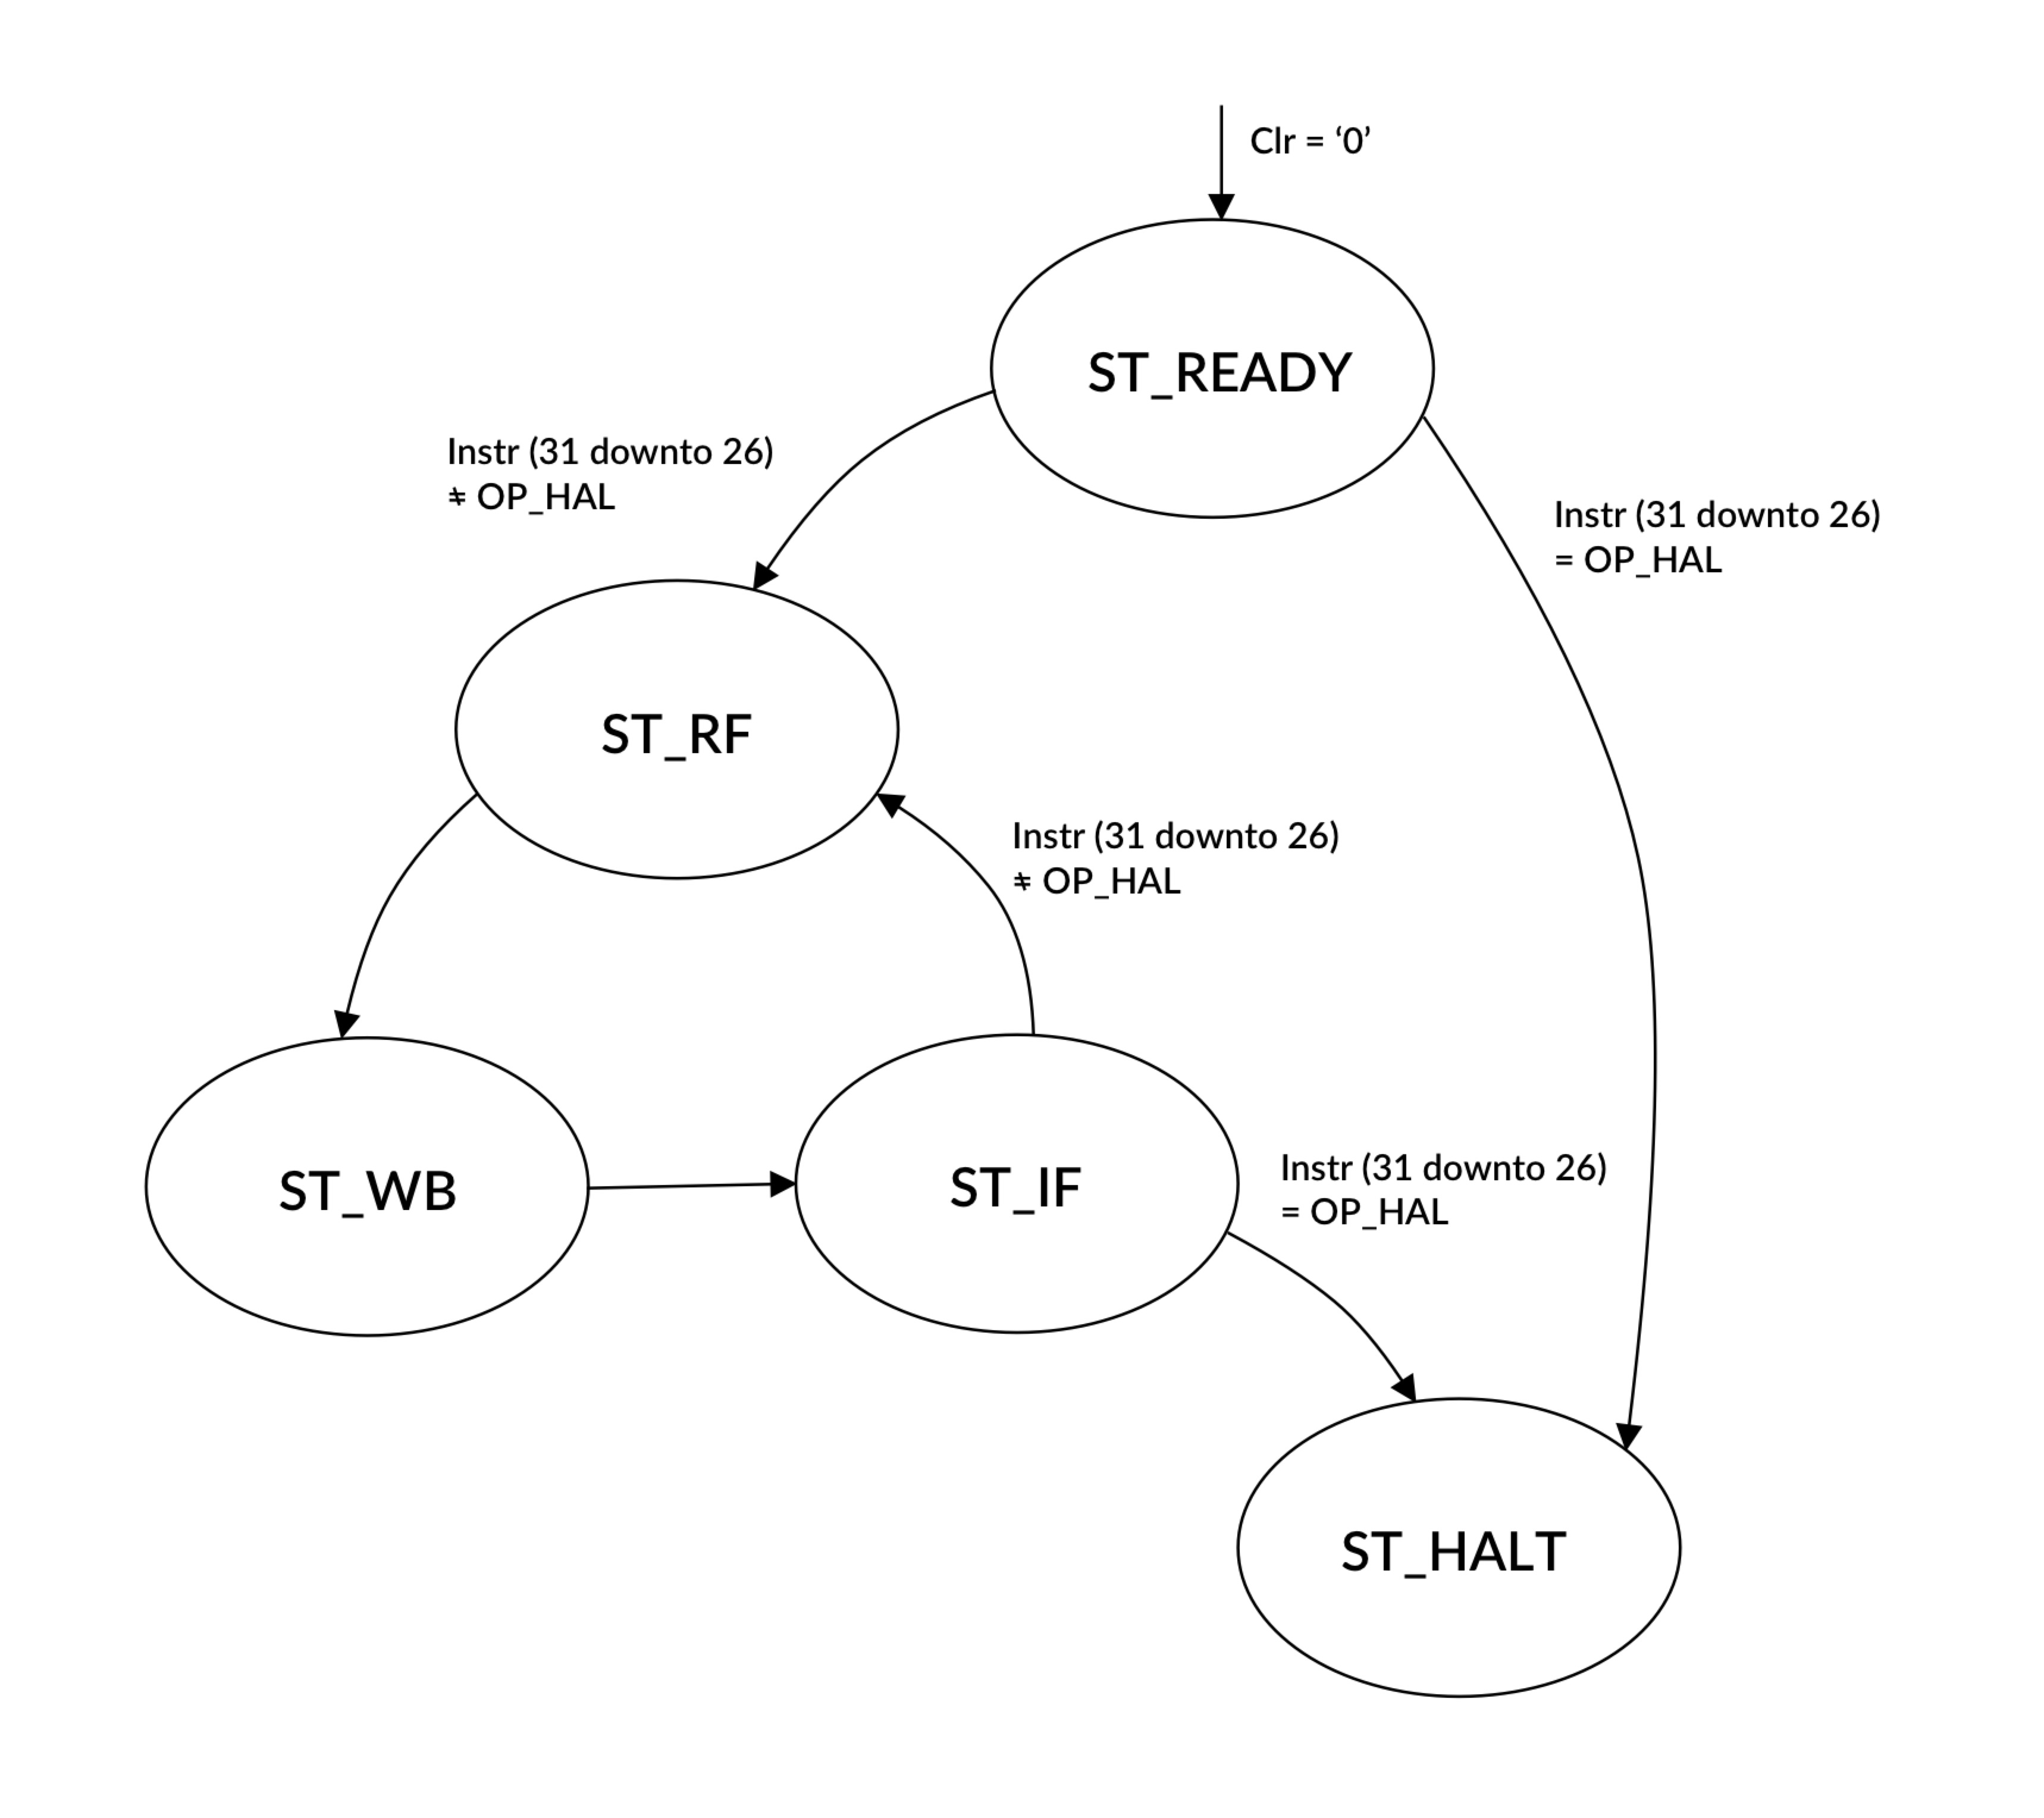 Clr = ‘0’
ST_READY
Instr (31 downto 26)
≠ OP_HAL
Instr (31 downto 26)
= OP_HAL
ST_RF
Instr (31 downto 26)
≠ OP_HAL
ST_WB
ST_IF
Instr (31 downto 26)
= OP_HAL
ST_HALT